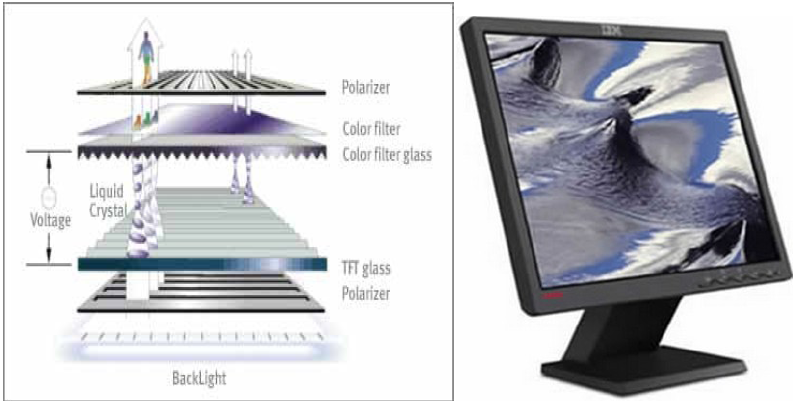 Polarizer
Color filter
Color filter glass
Liquid
Crystal
Voltage
TFT glass
Polarizer
BackLight
IBM